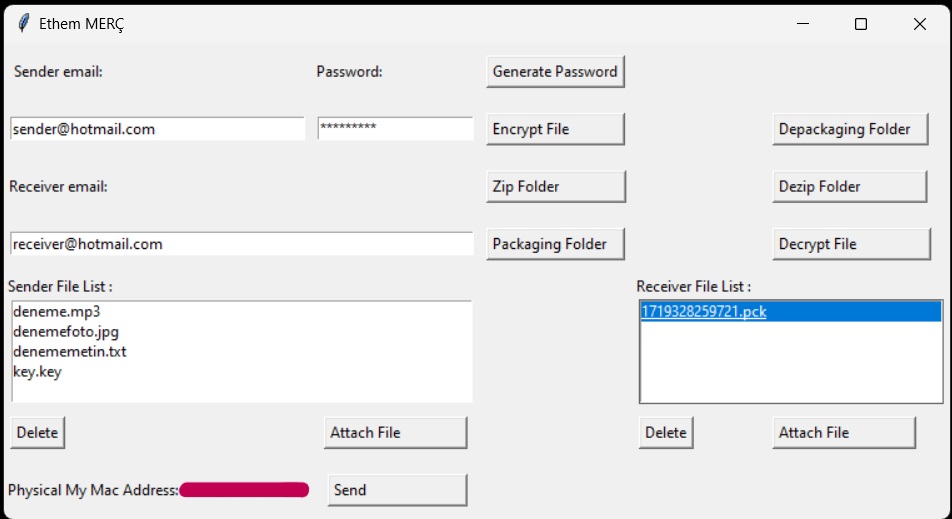 Ethem MERÇ
Sender email: Password: Generate Password
sender@hotmail.com ********* Encrypt File Depackaging Folder
Receiver email: Zip Folder Dezip Folder
receiver@hotmail.com Packaging Folder Decrypt File
Sender File List : Receiver File List :
deneme.mp3 1719328259721.pck
denemefoto.jpg
denememetin.txt
key.key
Delete Attach File Delete Attach File
Physical My Mac Address: Send